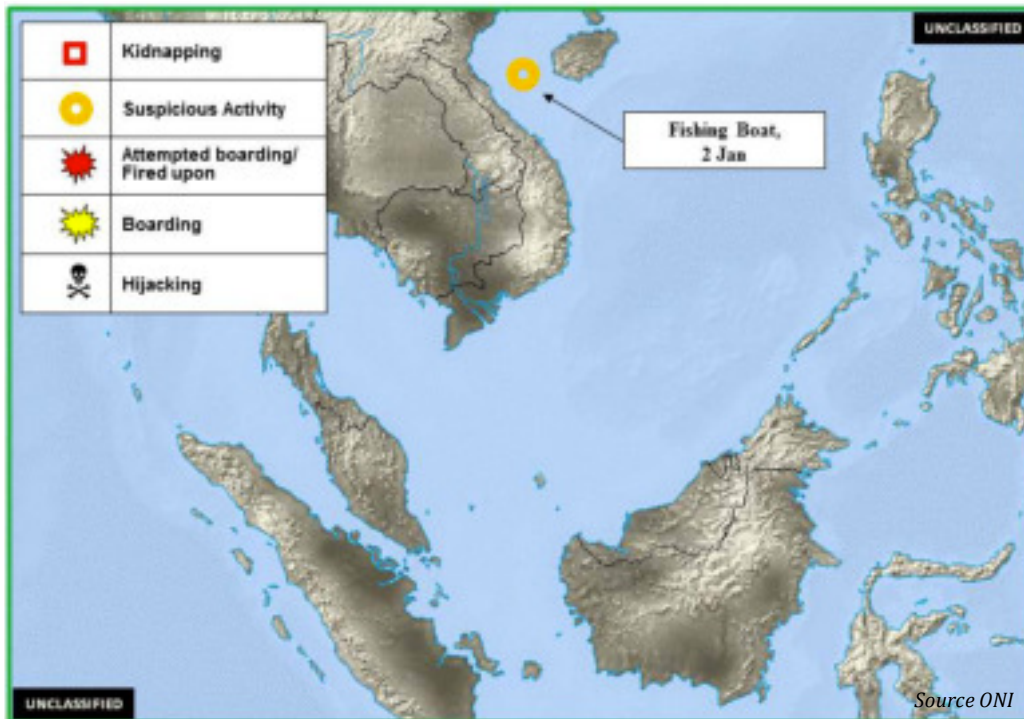 UNCLASSIFIED
Kidnapping
Suspicious Activity
Attempted boarding/
Fired upon
Boarding
Hijacking
Fishing Boat,
2 Jan
UNCLASSIFIED
Source ONI